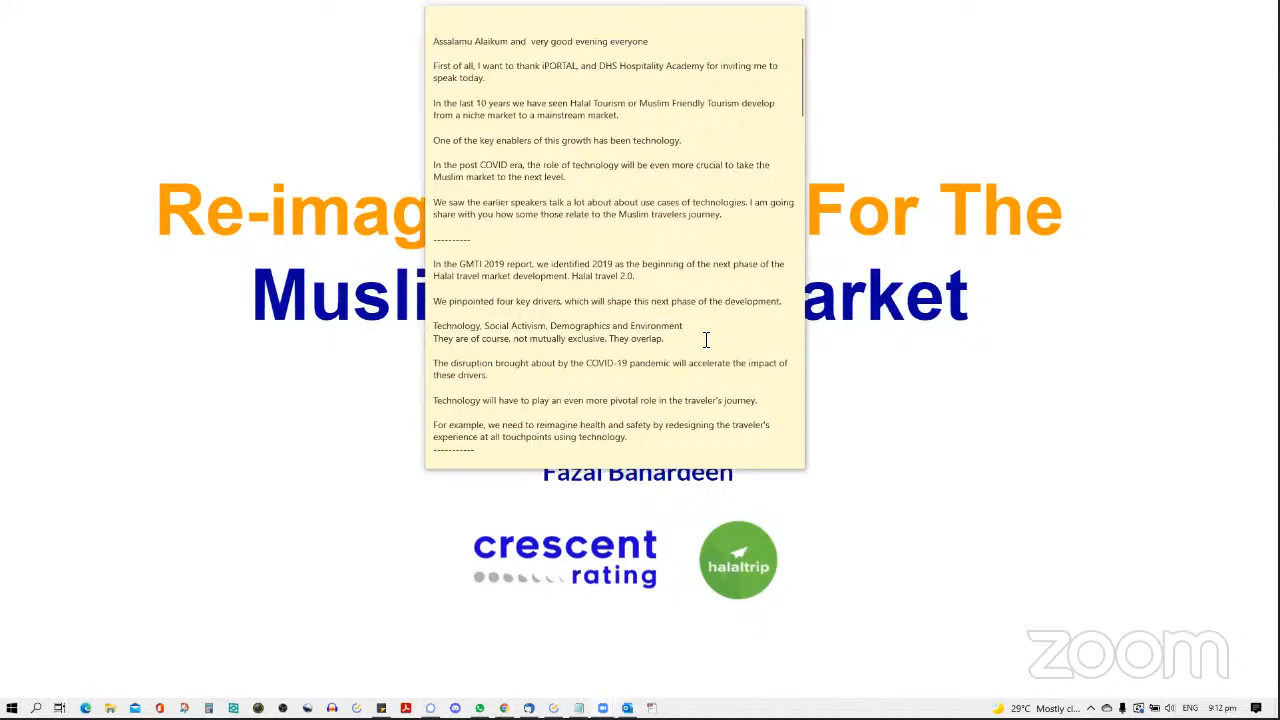 Assalamu Alaikum and  very good evening everyone
First of all, I want to thank iPORTAL, and DHS Hospitality Academy for inviting me to
speak today.
In the last 10 years we have seen Halal Tourism or Muslim Friendly Tourism develop
from a niche market to a mainstream market.
One of the key enablers of this growth has been technology.
In the post COVID era, the role of technology will be even more crucial to take the
Muslim market to the next level.
We saw the earlier speakers talk a lot about about use cases of technologies. I am going
share with you how some those relate to the Muslim travelers journey.
----------
In the GMTI 2019 report, we identified 2019 as the beginning of the next phase of the
Halal travel market development. Halal travel 2.0.
We pinpointed four key drivers, which will shape this next phase of the development.
Technology, Social Activism, Demographics and Environment
They are of course, not mutually exclusive. They overlap.
The disruption brought about by the COVID-19 pandemic will accelerate the impact of
these drivers.
Technology will have to play an even more pivotal role in the traveler's journey.
For example, we need to reimagine health and safety by redesigning the traveler's
experience at all touchpoints using technology.
-----------
Re-imag For The
Musli arket
Fazal Bahardeen
crescent
rating
halaltrip
zoom
29°C Mostly cl... ENG 9:12 pm